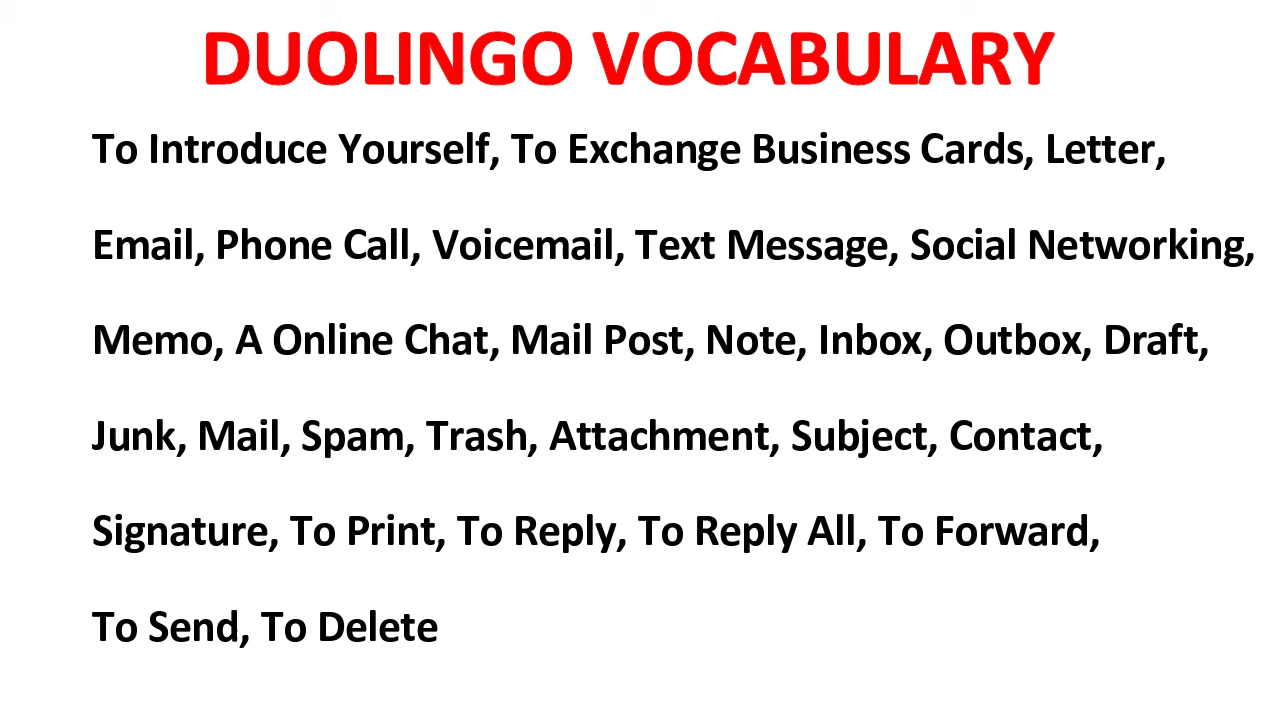 DUOLINGO VOCABULARY
To Introduce Yourself, To Exchange Business Cards, Letter,
Email, Phone Call, Voicemail, Text Message, Social Networking,
Memo, A Online Chat, Mail Post, Note, Inbox, Outbox, Draft,
Junk, Mail, Spam, Trash, Attachment, Subject, Contact,
Signature, To Print, To Reply, To Reply All, To Forward,
To Send, To Delete